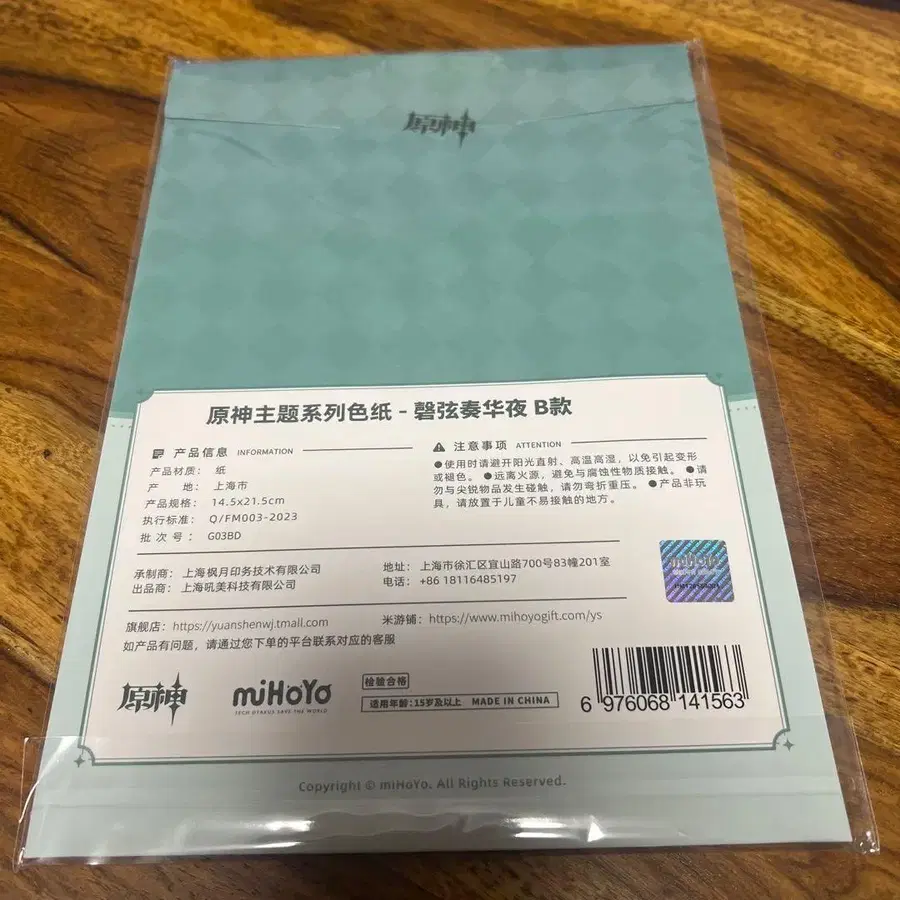 原神
原神主题系列色纸 - 磬弦奏华夜 B款
产品信息 INFORMATION
产品材质： 纸
产 地： 上海市
产品规格： 14.5x21.5cm
执行标准： Q/FM003-2023
批 次 号： G03BD
注意事项 ATTENTION
●使用时请避开阳光直射、高温高湿，以免引起变形
或褪色。 ●远离火源，避免与腐蚀性物质接触。 ●请
勿与尖锐物品发生碰触，请勿弯折重压。 ●产品非玩
具，请放置于儿童不易接触的地方。
承制商： 上海枫月印务技术有限公司
出品商： 上海吼美科技有限公司
地址： 上海市徐汇区宜山路700号83幢201室
电话： +86 18116485197
miHoYo
旗舰店：https://yuanshenwj.tmall.com
米游铺：https://www.mihoyogift.com/ys
如产品有问题，请通过您下单的平台联系对应的客服
原神
miHoYo
TECH OTAKUS SAVE THE WORLD
检验合格
适用年龄:15岁及以上 MADE IN CHINA
6 976068 141563
Copyright © miHoYo. All Rights Reserved.